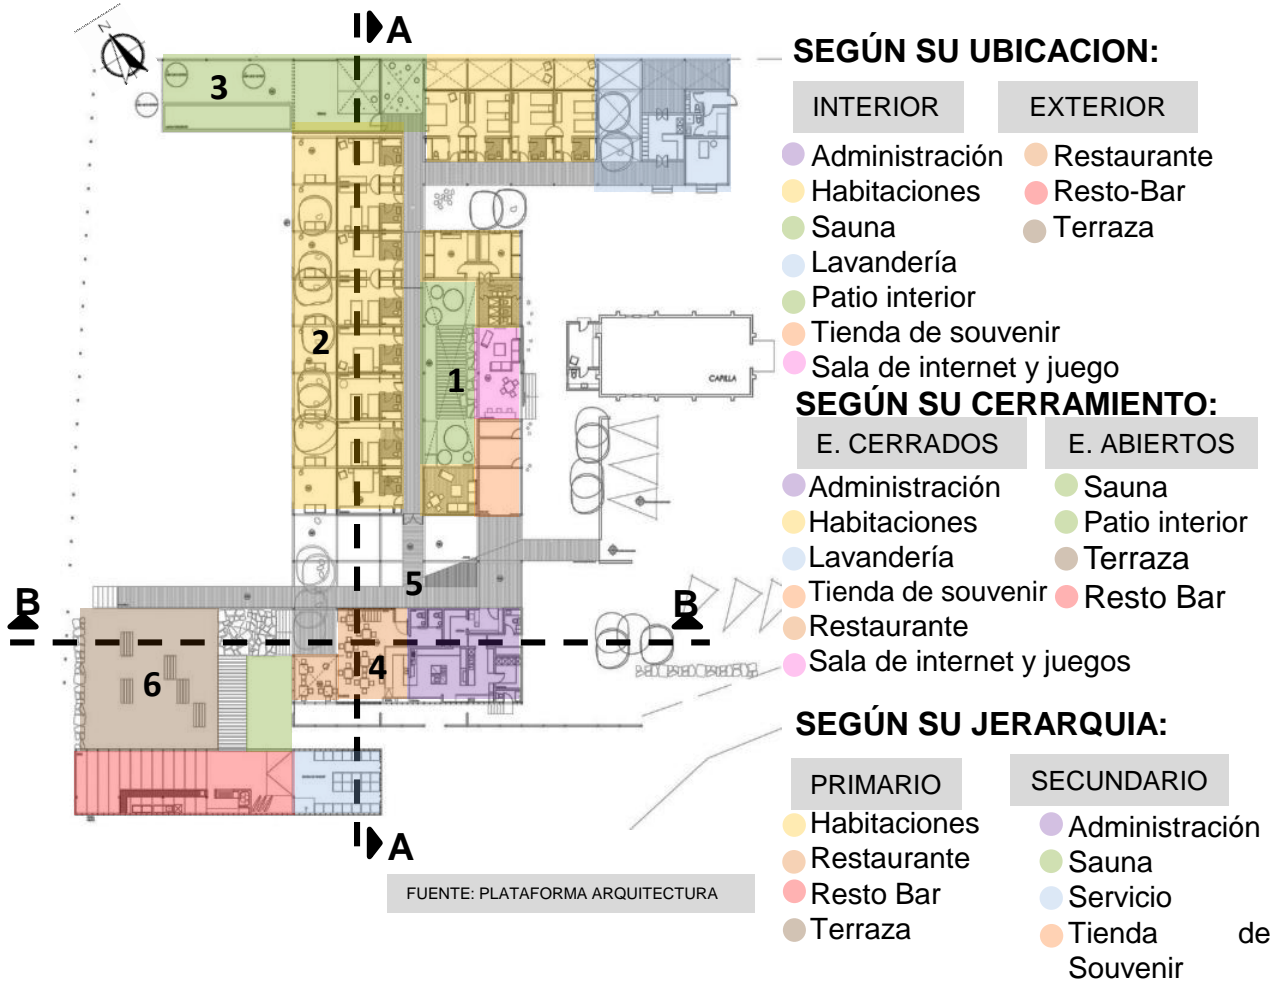 N
A
3
2
1
CAPILLA
5
B
B
4
6
A
FUENTE: PLATAFORMA ARQUITECTURA
SEGÚN SU UBICACION:
INTERIOR
Administración
Habitaciones
Sauna
Lavandería
Patio interior
Tienda de souvenir
Sala de internet y juego
EXTERIOR
Restaurante
Resto-Bar
Terraza
SEGÚN SU CERRAMIENTO:
E. CERRADOS
Administración
Habitaciones
Lavandería
Tienda de souvenir
Restaurante
Sala de internet y juegos
E. ABIERTOS
Sauna
Patio interior
Terraza
Resto Bar
SEGÚN SU JERARQUIA:
PRIMARIO
Habitaciones
Restaurante
Resto Bar
Terraza
SECUNDARIO
Administración
Sauna
Servicio
Tienda de
Souvenir